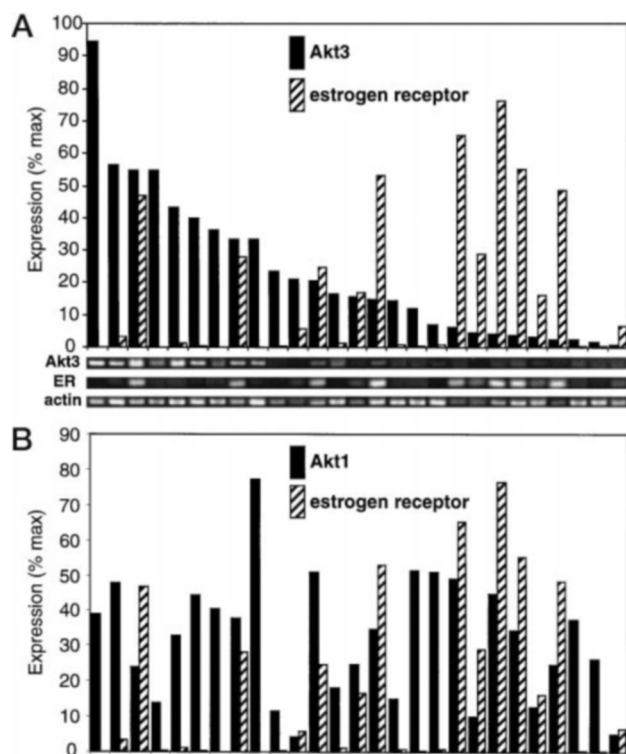 A
Expression (% max)
100
90
80
70
60
50
40
30
20
10
0
Akt3
estrogen receptor
Akt3
ER
actin
B
Expression (% max)
90
80
70
60
50
40
30
20
10
0
Akt1
estrogen receptor